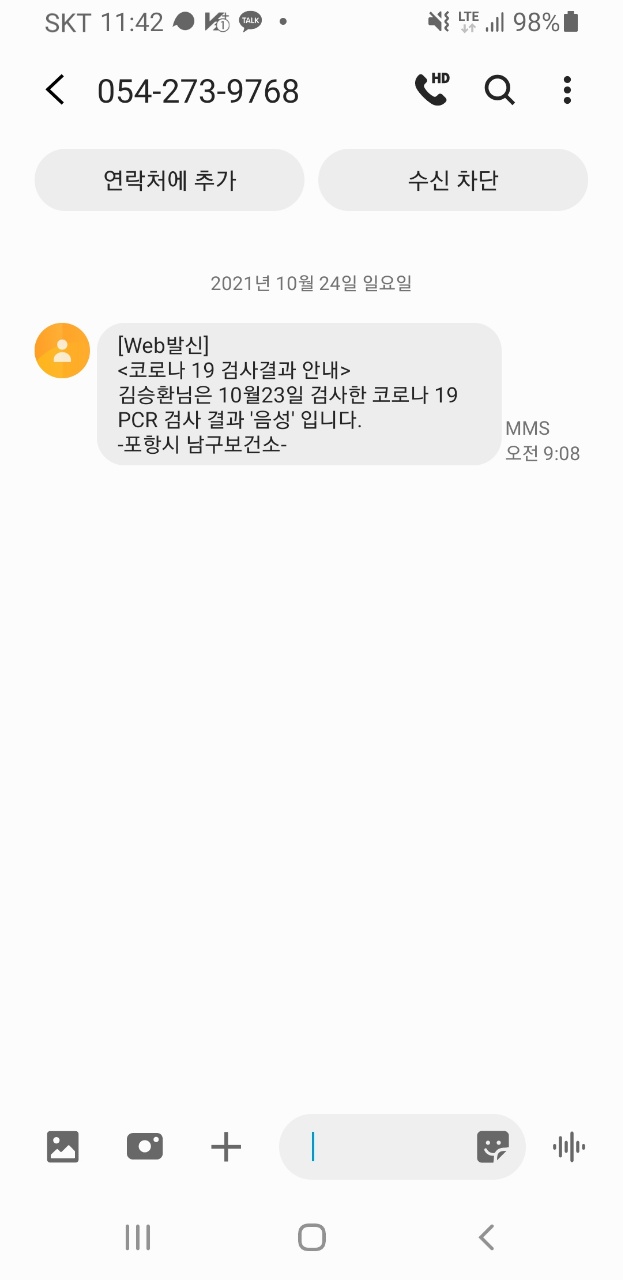 SKT 11:42 TALK LTE 98%
054-273-9768 HD
연락처에 추가 수신 차단
2021년 10월 24일 일요일
[Web발신]
<코로나 19 검사결과 안내>
김승환님은 10월23일 검사한 코로나 19
PCR 검사 결과 '음성' 입니다.
-포항시 남구보건소-
MMS
오전 9:08